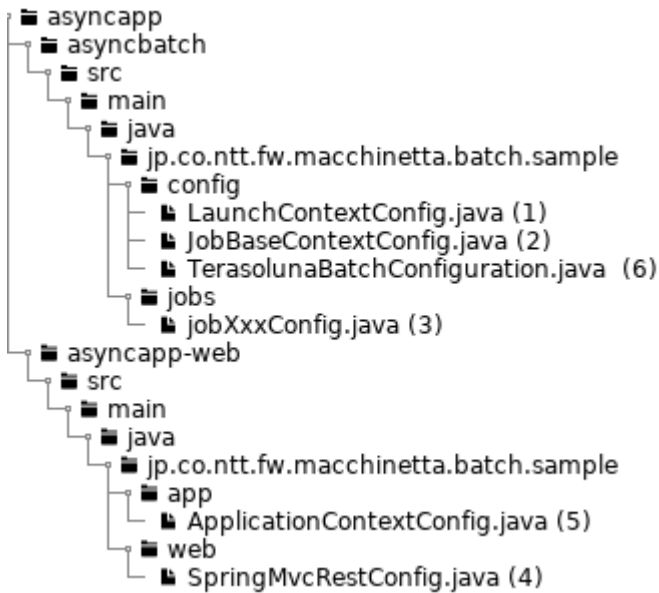 asyncapp
asyncbatch
src
main
java
jp.co.ntt.fw.macchinetta.batch.sample
config
LaunchContextConfig.java (1)
JobBaseContextConfig.java (2)
TerasolunaBatchConfiguration.java (6)
jobs
jobXxxConfig.java (3)
asyncapp-web
src
main
java
jp.co.ntt.fw.macchinetta.batch.sample
app
ApplicationContextConfig.java (5)
web
SpringMvcRestConfig.java (4)